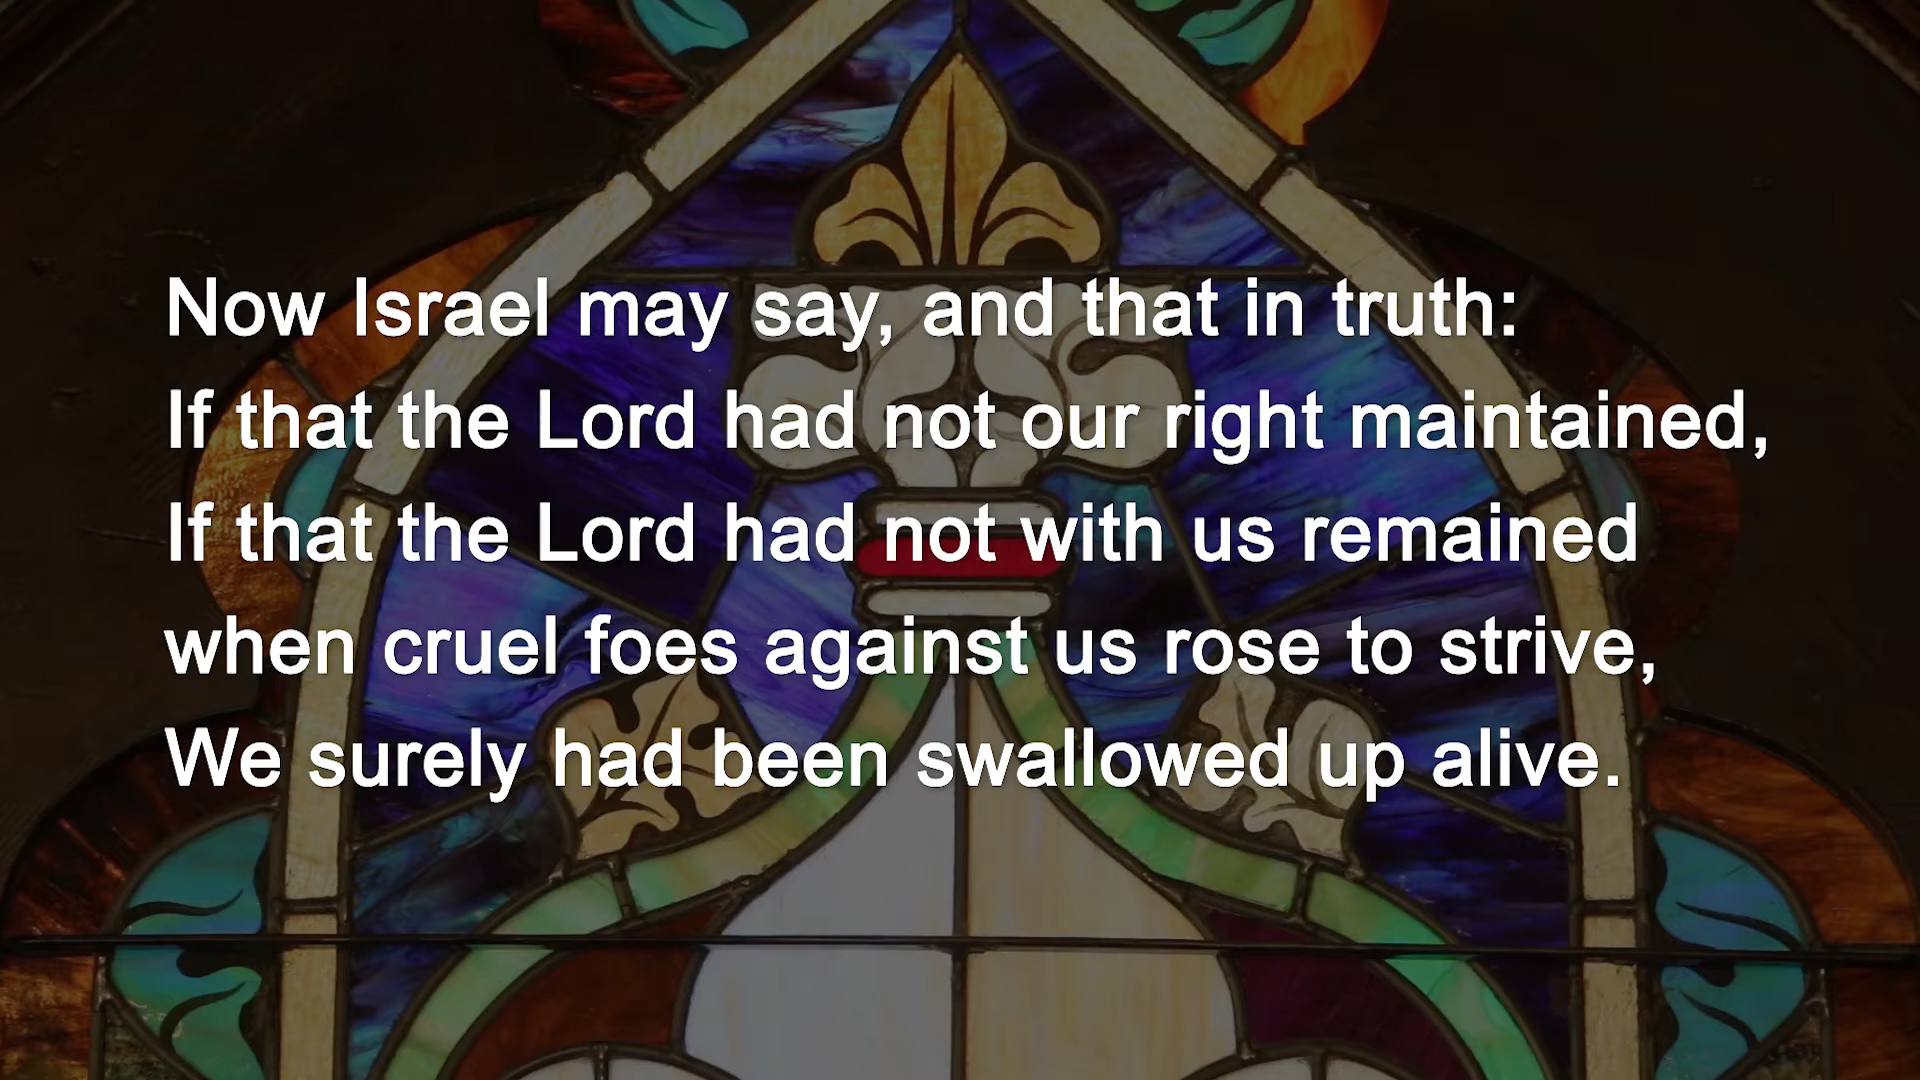 Now Israel may say, and that in truth:
If that the Lord had not our right maintained,
If that the Lord had not with us remained
when cruel foes against us rose to strive,
We surely had been swallowed up alive.